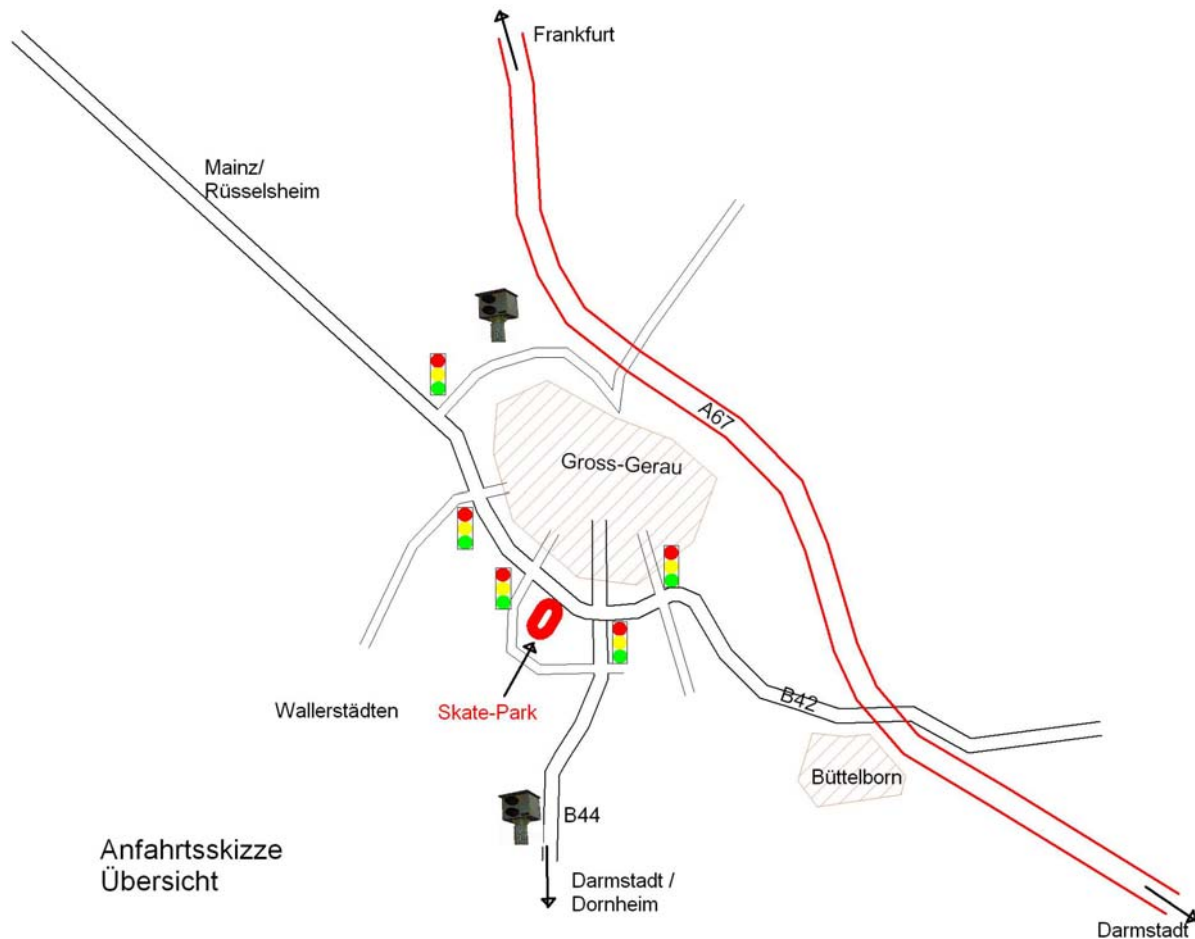 Frankfurt
Mainz/
Rüsselsheim
A67
Gross-Gerau
Wallerstädten
Skate-Park
B42
Büttelborn
B44
Anfahrtsskizze
Übersicht
Darmstadt /
Dornheim
Darmstadt